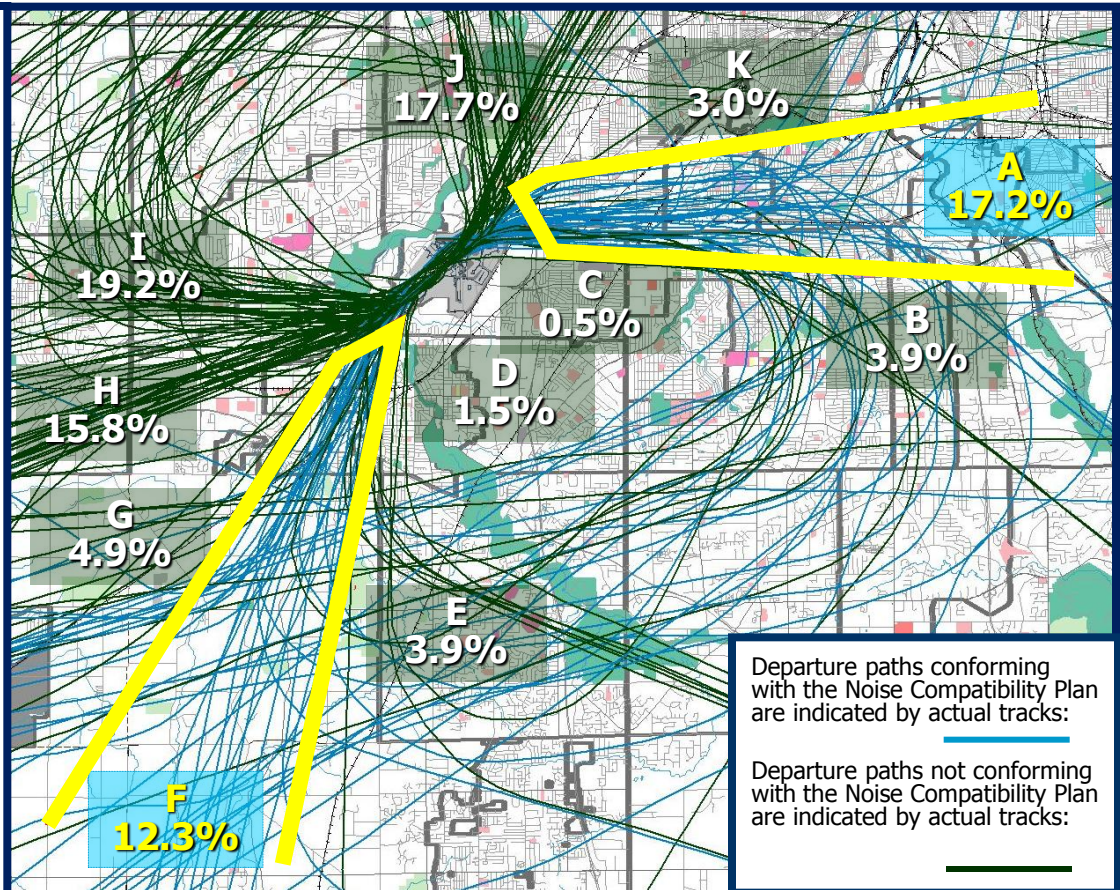 J
17.7%
K
3.0%
A
17.2%
I
19.2%
C
0.5%
B
3.9%
D
1.5%
H
15.8%
G
4.9%
E
3.9%
F
12.3%
Departure paths conforming
with the Noise Compatibility Plan
are indicated by actual tracks:
Departure paths not conforming
with the Noise Compatibility Plan
are indicated by actual tracks: